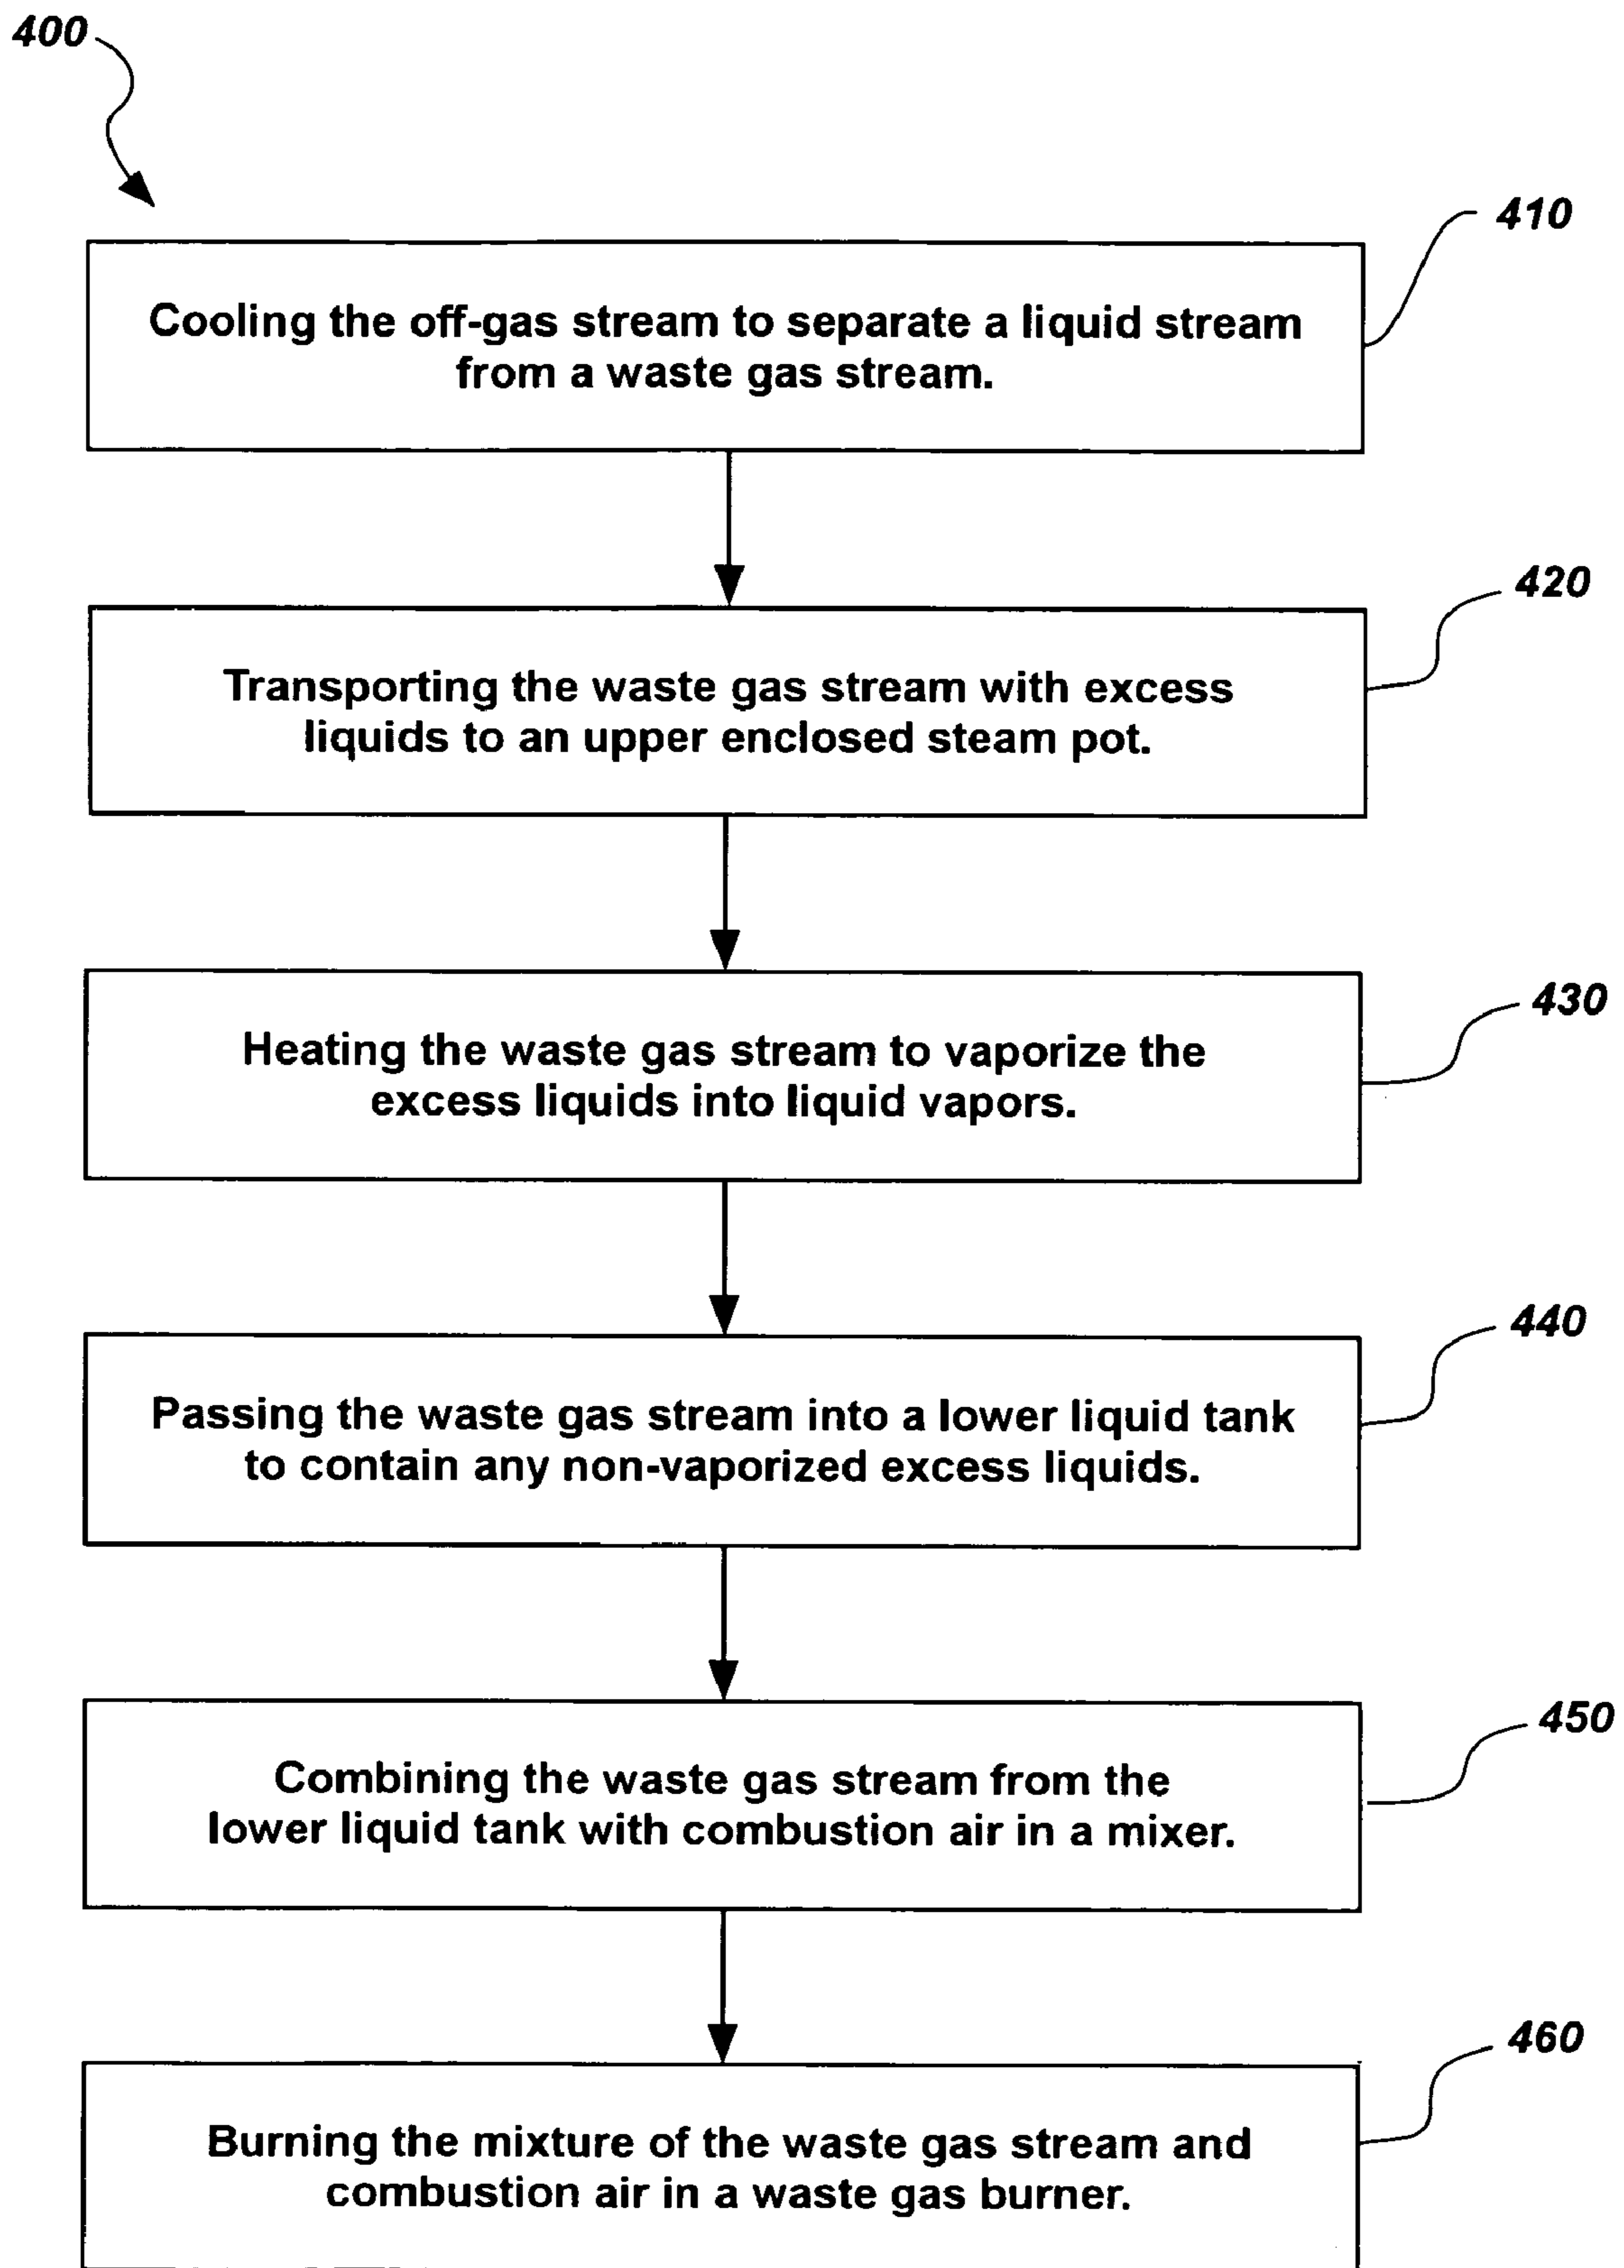 400
410
Cooling the off-gas stream to separate a liquid stream
from a waste gas stream.
420
Transporting the waste gas stream with excess
liquids to an upper enclosed steam pot.
430
Heating the waste gas stream to vaporize the
excess liquids into liquid vapors.
440
Passing the waste gas stream into a lower liquid tank
to contain any non-vaporized excess liquids.
450
Combining the waste gas stream from the
lower liquid tank with combustion air in a mixer.
460
Burning the mixture of the waste gas stream and
combustion air in a waste gas burner.